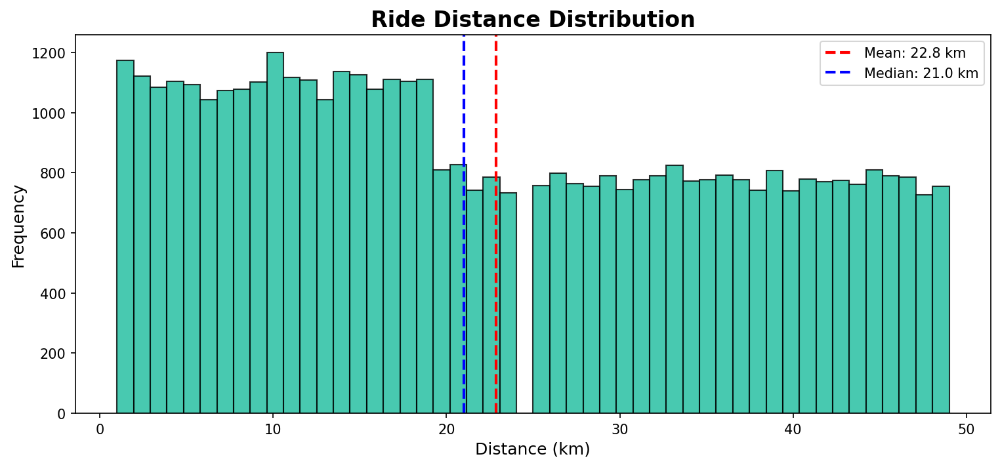 Ride Distance Distribution
Mean: 22.8 km
Median: 21.0 km
Frequency
1200
1000
800
600
400
200
0
0 10 20 30 40 50
Distance (km)